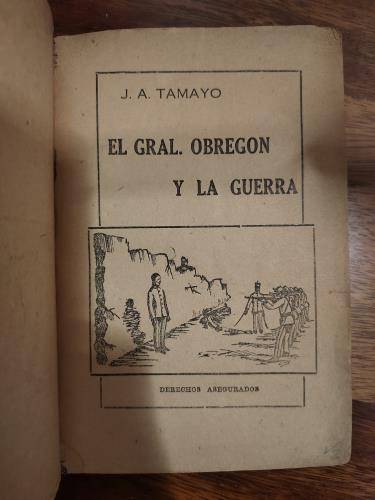 J. A. TAMAYO
EL GRAL. OBREGON
Y LA GUERRA
DERECHOS ASEGURADOS